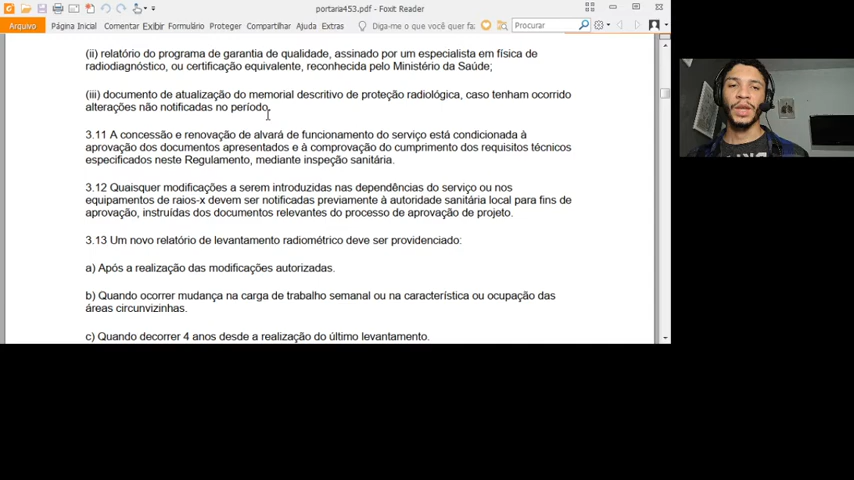 portaria453.pdf - Foxit Reader
Arquivo Página Inicial Comentar Exibir Formulário Proteger Compartilhar Ajuda Extras Diga-me o que você quer fa: Procurar
(ii) relatório do programa de garantia de qualidade, assinado por um especialista em física de
radiodiagnóstico, ou certificação equivalente, reconhecida pelo Ministério da Saúde;
(iii) documento de atualização do memorial descritivo de proteção radiológica, caso tenham ocorrido
alterações não notificadas no período.
3.11 A concessão e renovação de alvará de funcionamento do serviço está condicionada à
aprovação dos documentos apresentados e à comprovação do cumprimento dos requisitos técnicos
especificados neste Regulamento, mediante inspeção sanitária.
3.12 Quaisquer modificações a serem introduzidas nas dependências do serviço ou nos
equipamentos de raios-x devem ser notificadas previamente à autoridade sanitária local para fins de
aprovação, instruídas dos documentos relevantes do processo de aprovação de projeto.
3.13 Um novo relatório de levantamento radiométrico deve ser providenciado:
a) Após a realização das modificações autorizadas.
b) Quando ocorrer mudança na carga de trabalho semanal ou na característica ou ocupação das
áreas circunvizinhas.
c) Quando decorrer 4 anos desde a realização do último levantamento.